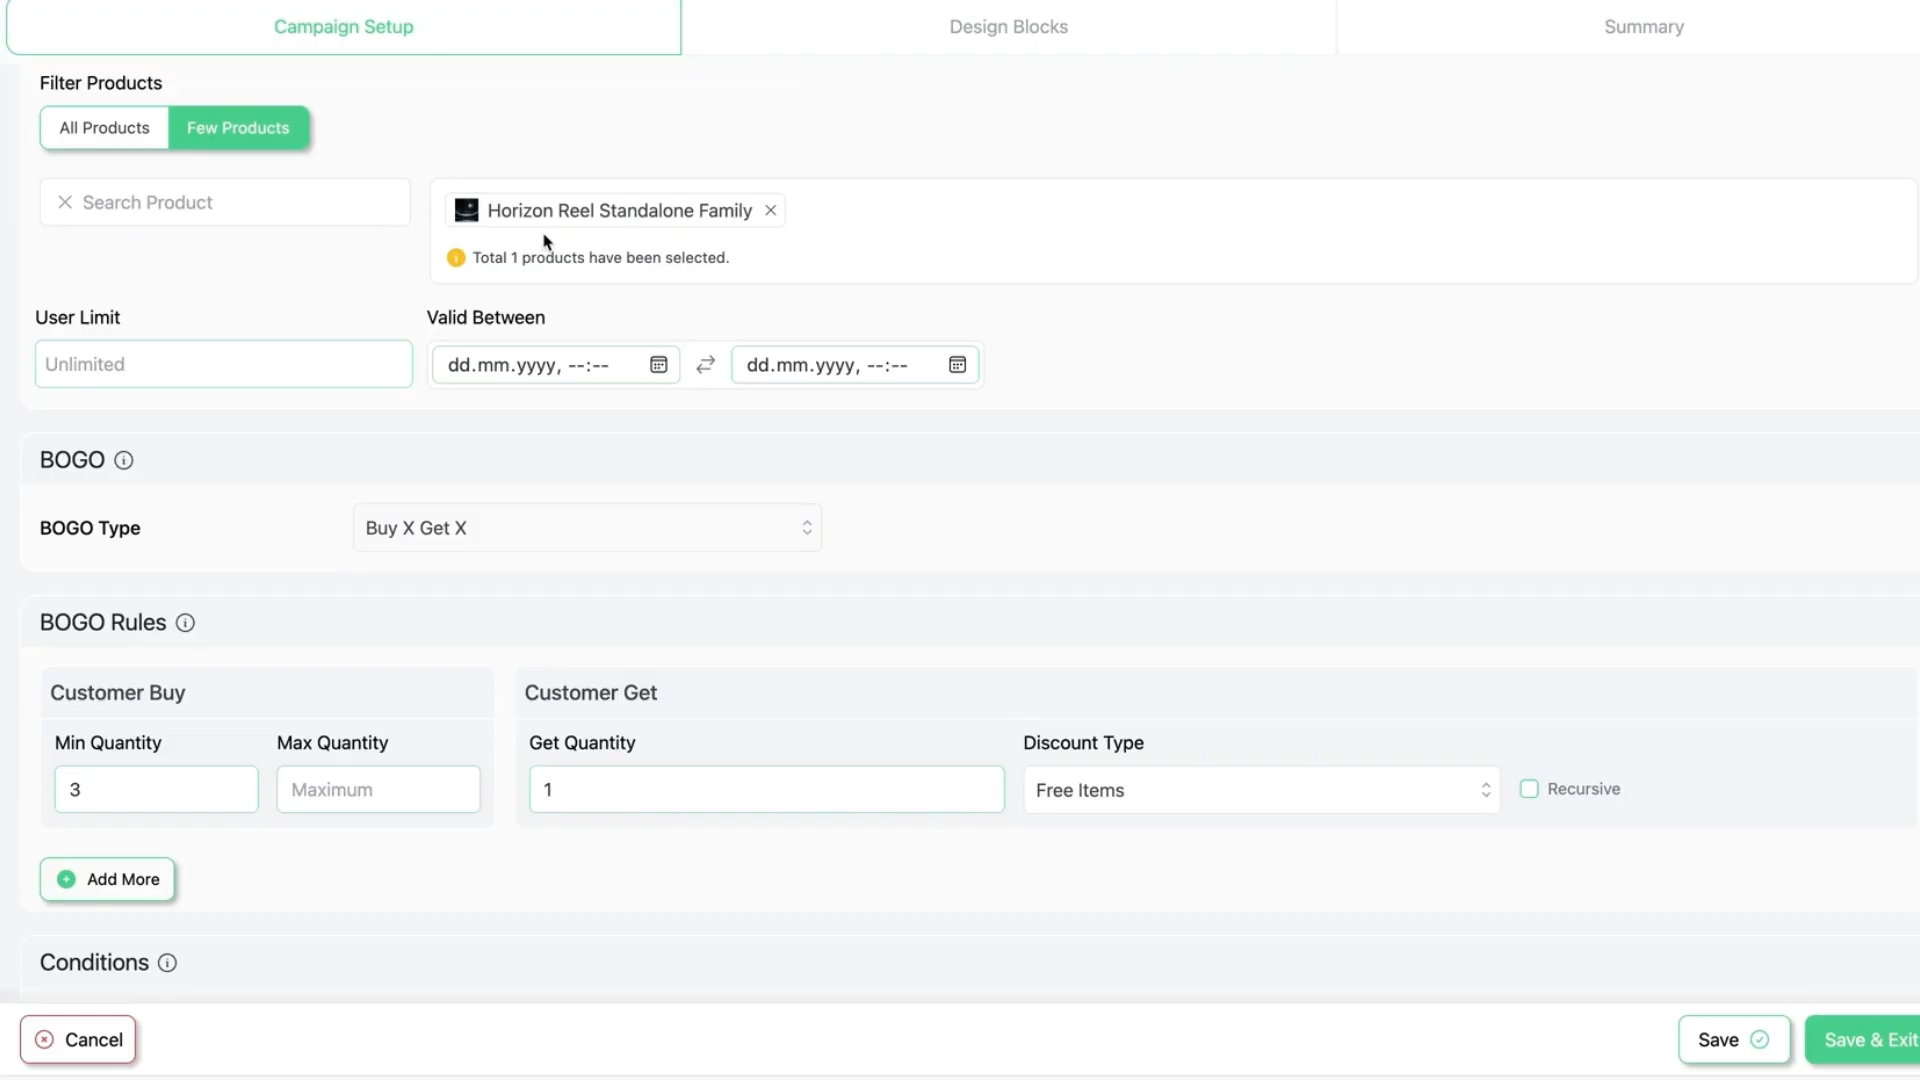 Campaign Setup
Design Blocks
Summary
Filter Products
All Products
Few Products
Search Product
Horizon Reel Standalone Family
Total 1 products have been selected.
User Limit
Valid Between
Unlimited
dd.mm.yyyy, --:--
dd.mm.yyyy, --:--
BOGO
BOGO Type
Buy X Get X
BOGO Rules
Customer Buy
Customer Get
Min Quantity
Max Quantity
Get Quantity
Discount Type
3
Maximum
1
Free Items
Recursive
Add More
Conditions
Cancel
Save
Save & Exit